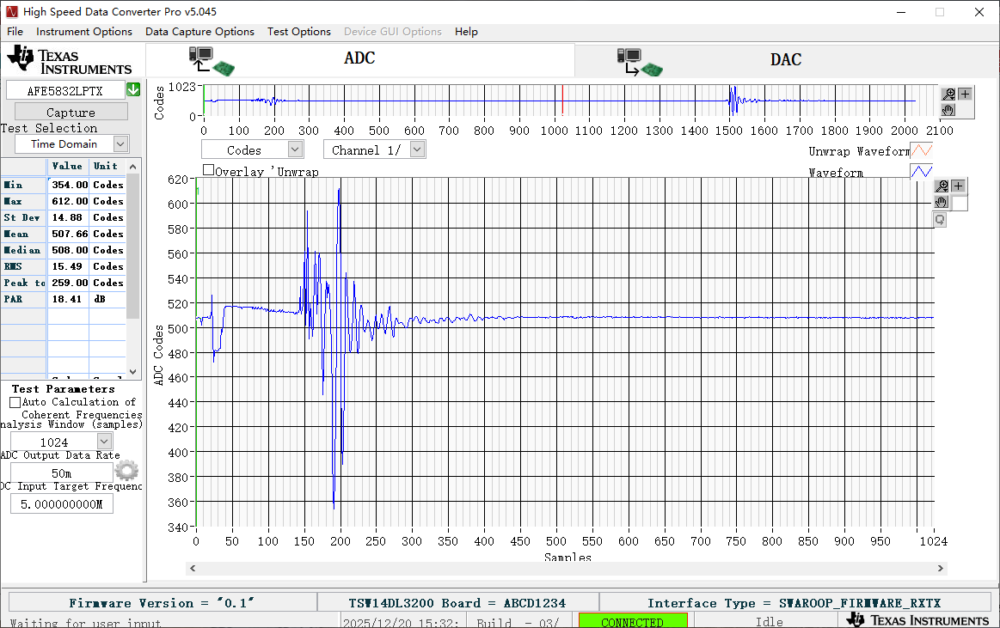 High Speed Data Converter Pro v5.045
File Instrument Options Data Capture Options Test Options Device GUI Options Help
TEXAS INSTRUMENTS
ADC
DAC
AFE5832LPTX
Capture
Test Selection
Time Domain
Value Unit
Min 354.00 Codes
Max 612.00 Codes
St Dev 14.88 Codes
Mean 507.66 Codes
Median 508.00 Codes
RMS 15.49 Codes
Peak to 259.00 Codes
PAR 18.41 dB
Test Parameters
Auto Calculation of
Coherent Frequencies
nalysis Window (samples)
1024
ADC Output Data Rate
50m
DC Input Target Frequenc
5.000000000M
Codes
1023
0
0 100 200 300 400 500 600 700 800 900 1000 1100 1200 1300 1400 1500 1600 1700 1800 1900 2000 2100
Codes
Channel 1/
Unwrap Waveform
Overlay 'Unwrap
Waveform
ADC Codes
620
600
580
560
540
520
500
480
460
440
420
400
380
360
340
0 50 100 150 200 250 300 350 400 450 500 550 600 650 700 750 800 850 900 950 1024
Samples
Firmware Version = "0.1"
TSW14DL3200 Board = ABCD1234
Interface Type = SWAROOP_FIRMWARE_RXTX
Waiting for user input
2025/12/20 15:32:
Build - 03/
CONNECTED
Idle
TEXAS INSTRUMENTS